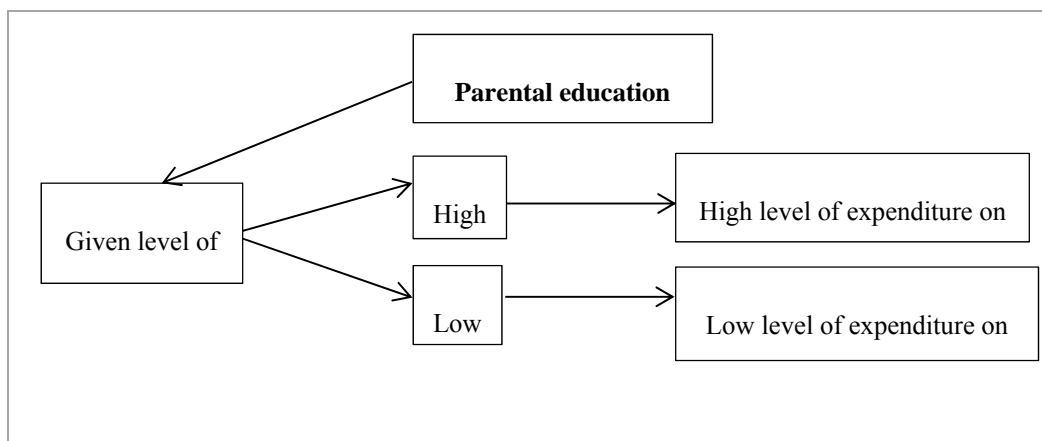 Parental education
High
High level of expenditure on
Given level of
Low
Low level of expenditure on